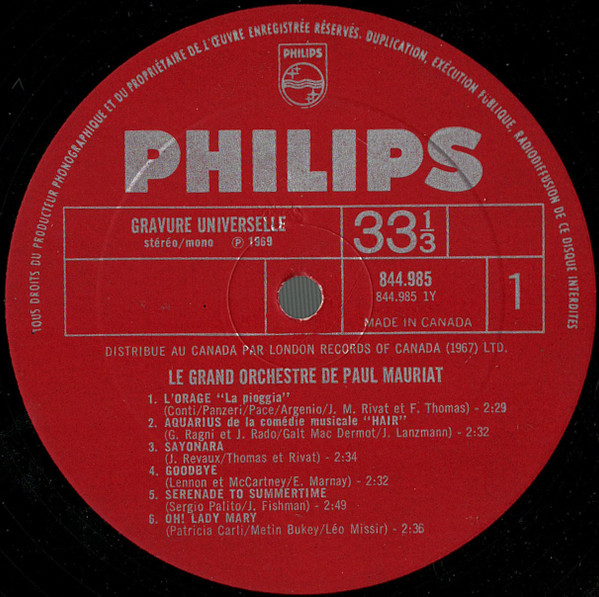 TOUS DROITS DU PRODUCTEUR PHONOGRAPHIQUE ET DU PROPRIÉTAIRE DE L'ŒUVRE ENREGISTRÉE RÉSERVÉS. DUPLICATION, EXÉCUTION PUBLIQUE, RADIODIFFUSION DE CE DISQUE INTERDITES
PHILIPS
PHILIPS
GRAVURE UNIVERSELLE
stéréo/mono Ⓟ 1969
33 1/3
844.985
844.985 1Y
1
MADE IN CANADA
DISTRIBUE AU CANADA PAR LONDON RECORDS OF CANADA (1967) LTD.
LE GRAND ORCHESTRE DE PAUL MAURIAT
1. L'ORAGE "La pioggia"
(Conti/Panzeri/Pace/Argenio/J. M. Rivat et F. Thomas) - 2:29
2. AQUARIUS de la comédie musicale "HAIR"
(G. Ragni et J. Rado/Galt Mac Dermot/J. Lanzmann) - 2:32
3. SAYONARA
(J. Revaux/Thomas et Rivat) - 2:34
4. GOODBYE
(Lennon et McCartney/E. Marnay) - 2:32
5. SERENADE TO SUMMERTIME
(Sergio Palito/J. Fishman) - 2:49
6. OH! LADY MARY
(Patricia Carli/Metin Bukey/Léo Missir) - 2:36